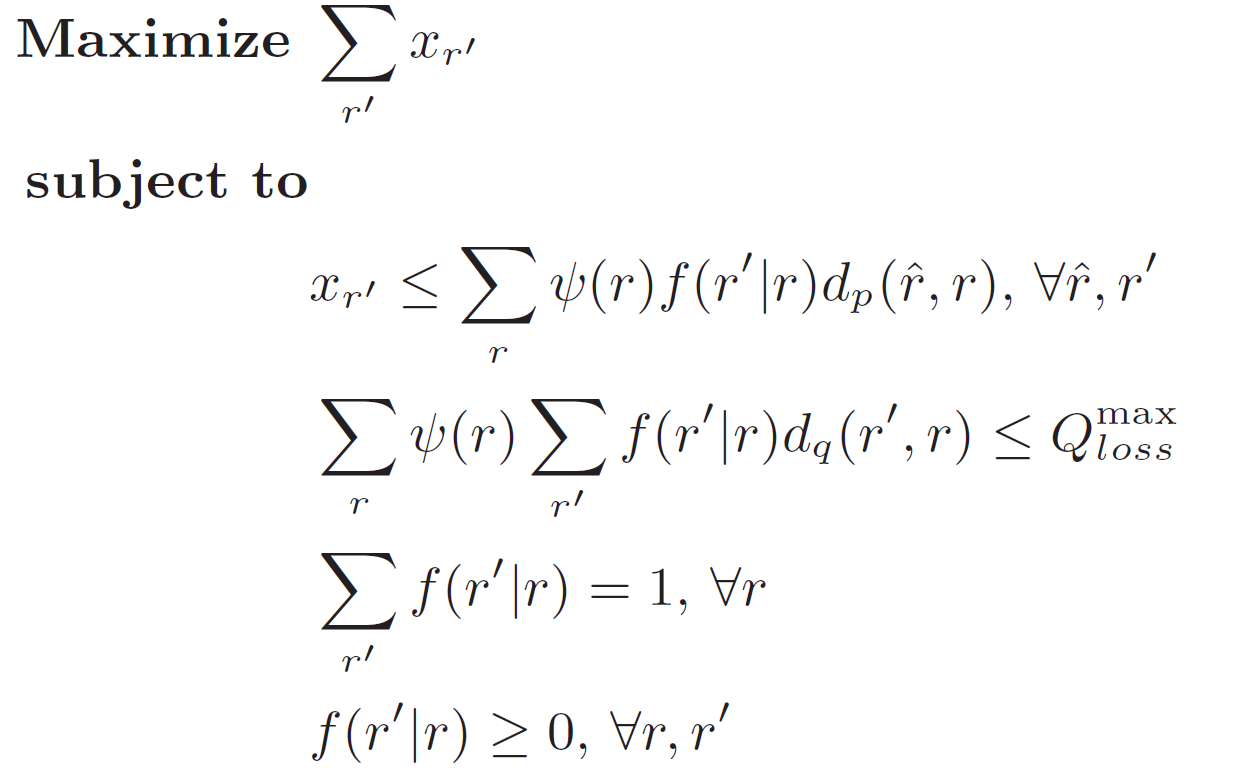 Maximize ∑_{r′} x_{r′}
subject to
x_{r′} ≤ ∑_{r} ψ(r)f(r′|r)d_p(r̂, r), ∀r̂, r′
∑_{r} ψ(r) ∑_{r′} f(r′|r)d_q(r′, r) ≤ Q_{loss}^{max}
∑_{r′} f(r′|r) = 1, ∀r
f(r′|r) ≥ 0, ∀r, r′